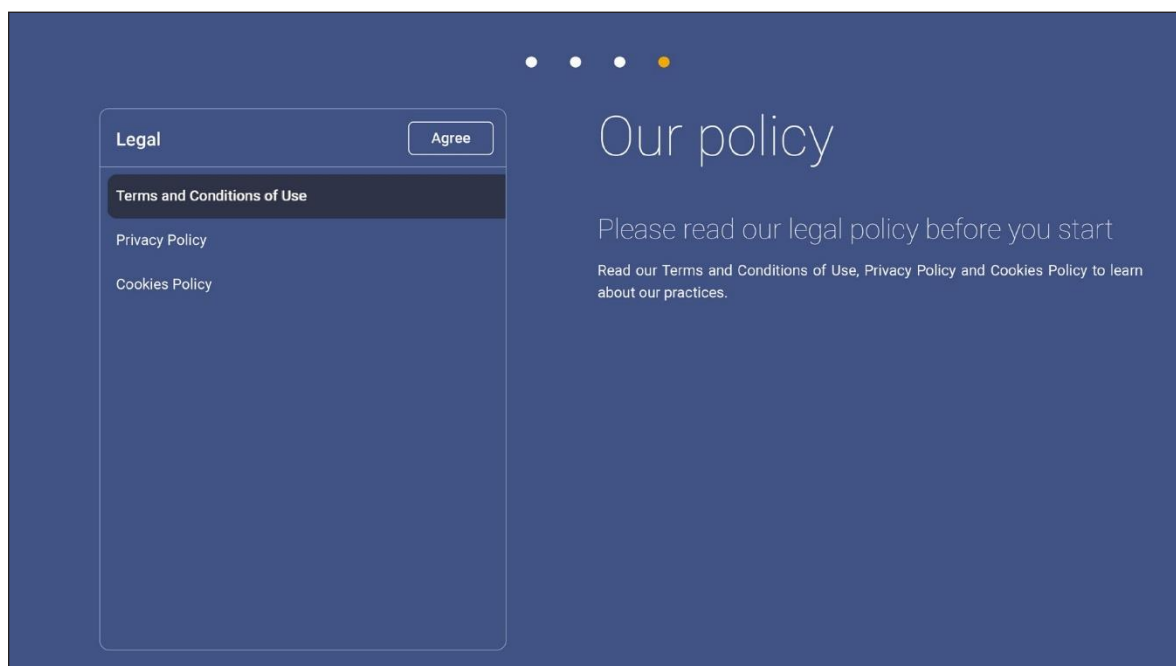 Legal
Agree
Terms and Conditions of Use
Privacy Policy
Cookies Policy
Our policy
Please read our legal policy before you start
Read our Terms and Conditions of Use, Privacy Policy and Cookies Policy to learn
about our practices.